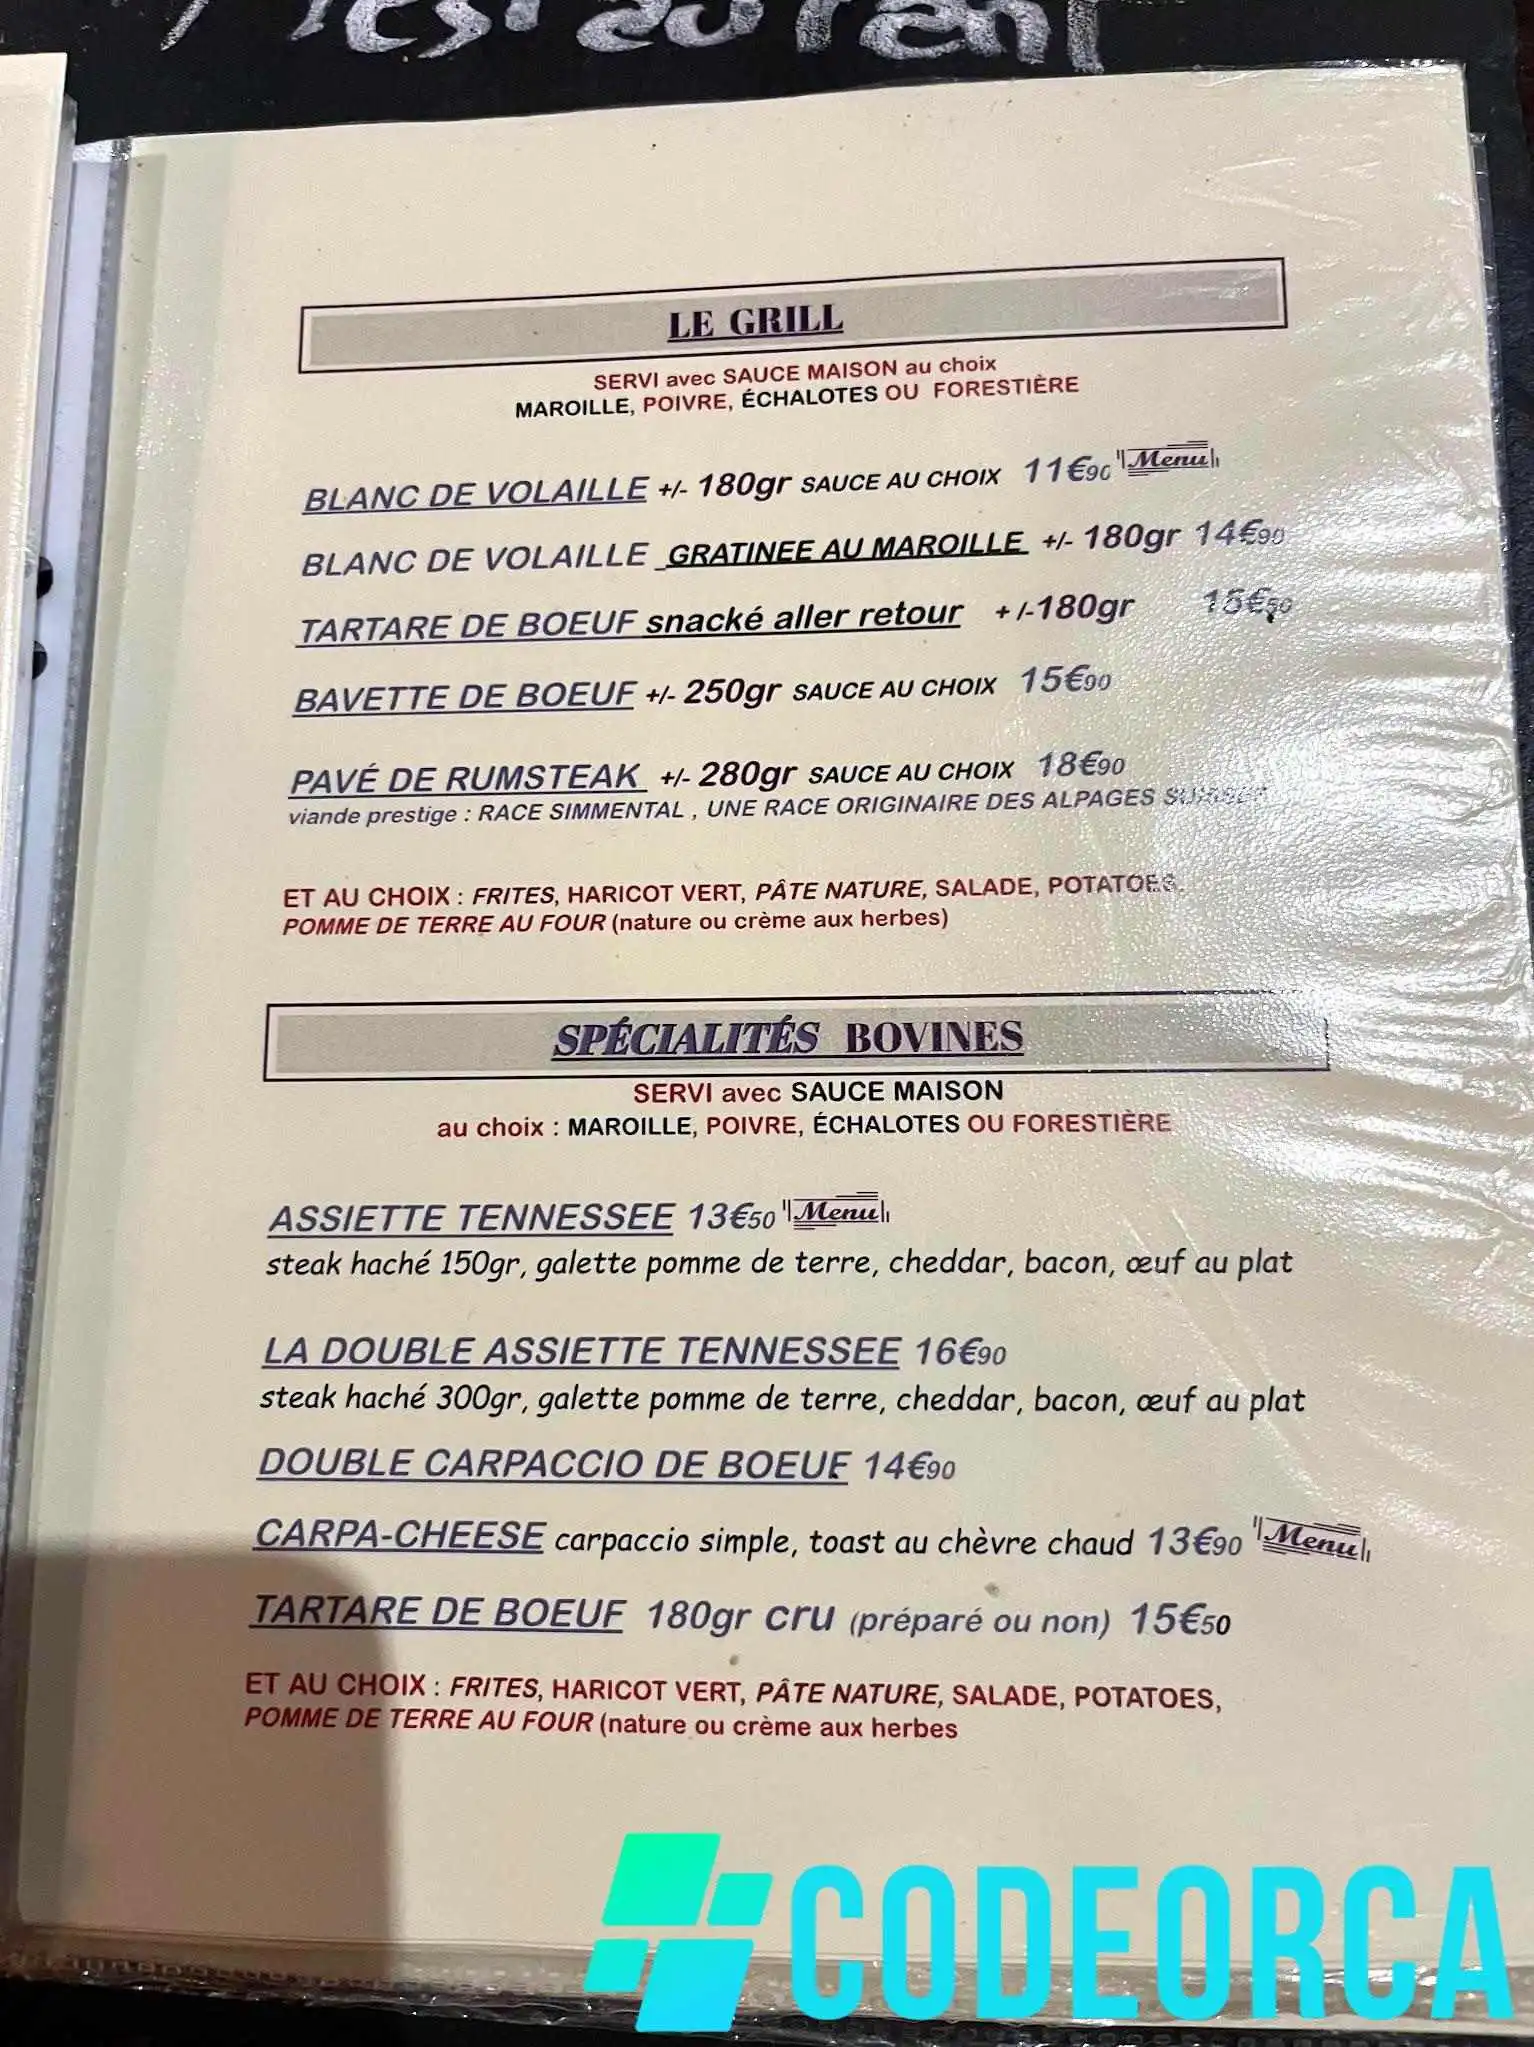 restaurant
LE GRILL
SERVI avec SAUCE MAISON au choix
MAROILLE, POIVRE, ÉCHALOTES OU FORESTIÈRE
BLANC DE VOLAILLE +/- 180gr SAUCE AU CHOIX 11€90 Menu
BLANC DE VOLAILLE GRATINEE AU MAROILLE +/- 180gr 14€90
TARTARE DE BOEUF snacké aller retour + /-180gr 15€50
BAVETTE DE BOEUF +/- 250gr SAUCE AU CHOIX 15€90
PAVÉ DE RUMSTEAK +/- 280gr SAUCE AU CHOIX 18€90
viande prestige : RACE SIMMENTAL , UNE RACE ORIGINAIRE DES ALPAGES
ET AU CHOIX : FRITES, HARICOT VERT, PÂTE NATURE, SALADE, POTATOES,
POMME DE TERRE AU FOUR (nature ou crème aux herbes)
SPÉCIALITÉS BOVINES
SERVI avec SAUCE MAISON
au choix : MAROILLE, POIVRE, ÉCHALOTES OU FORESTIÈRE
ASSIETTE TENNESSEE 13€50 Menu
steak haché 150gr, galette pomme de terre, cheddar, bacon, œuf au plat
LA DOUBLE ASSIETTE TENNESSEE 16€90
steak haché 300gr, galette pomme de terre, cheddar, bacon, œuf au plat
DOUBLE CARPACCIO DE BOEUF 14€90
CARPA-CHEESE carpaccio simple, toast au chèvre chaud 13€90 Menu
TARTARE DE BOEUF 180gr cru (préparé ou non) 15€50
ET AU CHOIX : FRITES, HARICOT VERT, PÂTE NATURE, SALADE, POTATOES,
POMME DE TERRE AU FOUR (nature ou crème aux herbes
CODEORCA